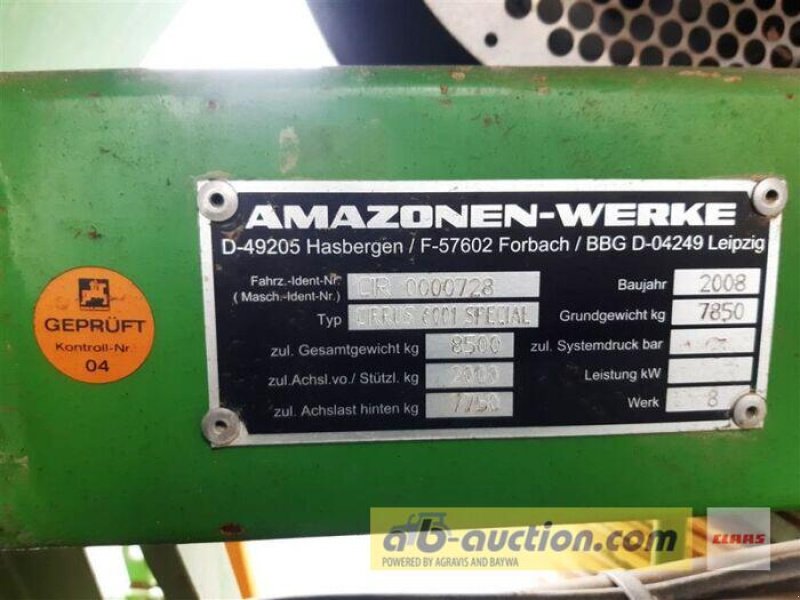 AMAZONEN-WERKE
D-49205 Hasbergen / F-57602 Forbach / BBG D-04249 Leipzig
Fahrz.-Ident-Nr.
( Masch.-Ident-Nr.) CIR 0000728
Typ CIRRUS 6001 SPECIAL
zul. Gesamtgewicht kg 8500
zul.Achsl.vo./ Stützl. kg 2000
zul. Achslast hinten kg 7750
Baujahr 2008
Grundgewicht kg 7850
zul. Systemdruck bar
Leistung kW
Werk 8
GEPRÜFT
Kontroll-Nr.
04
ab-auction.com
POWERED BY AGRAVIS AND BAYWA
CLAAS